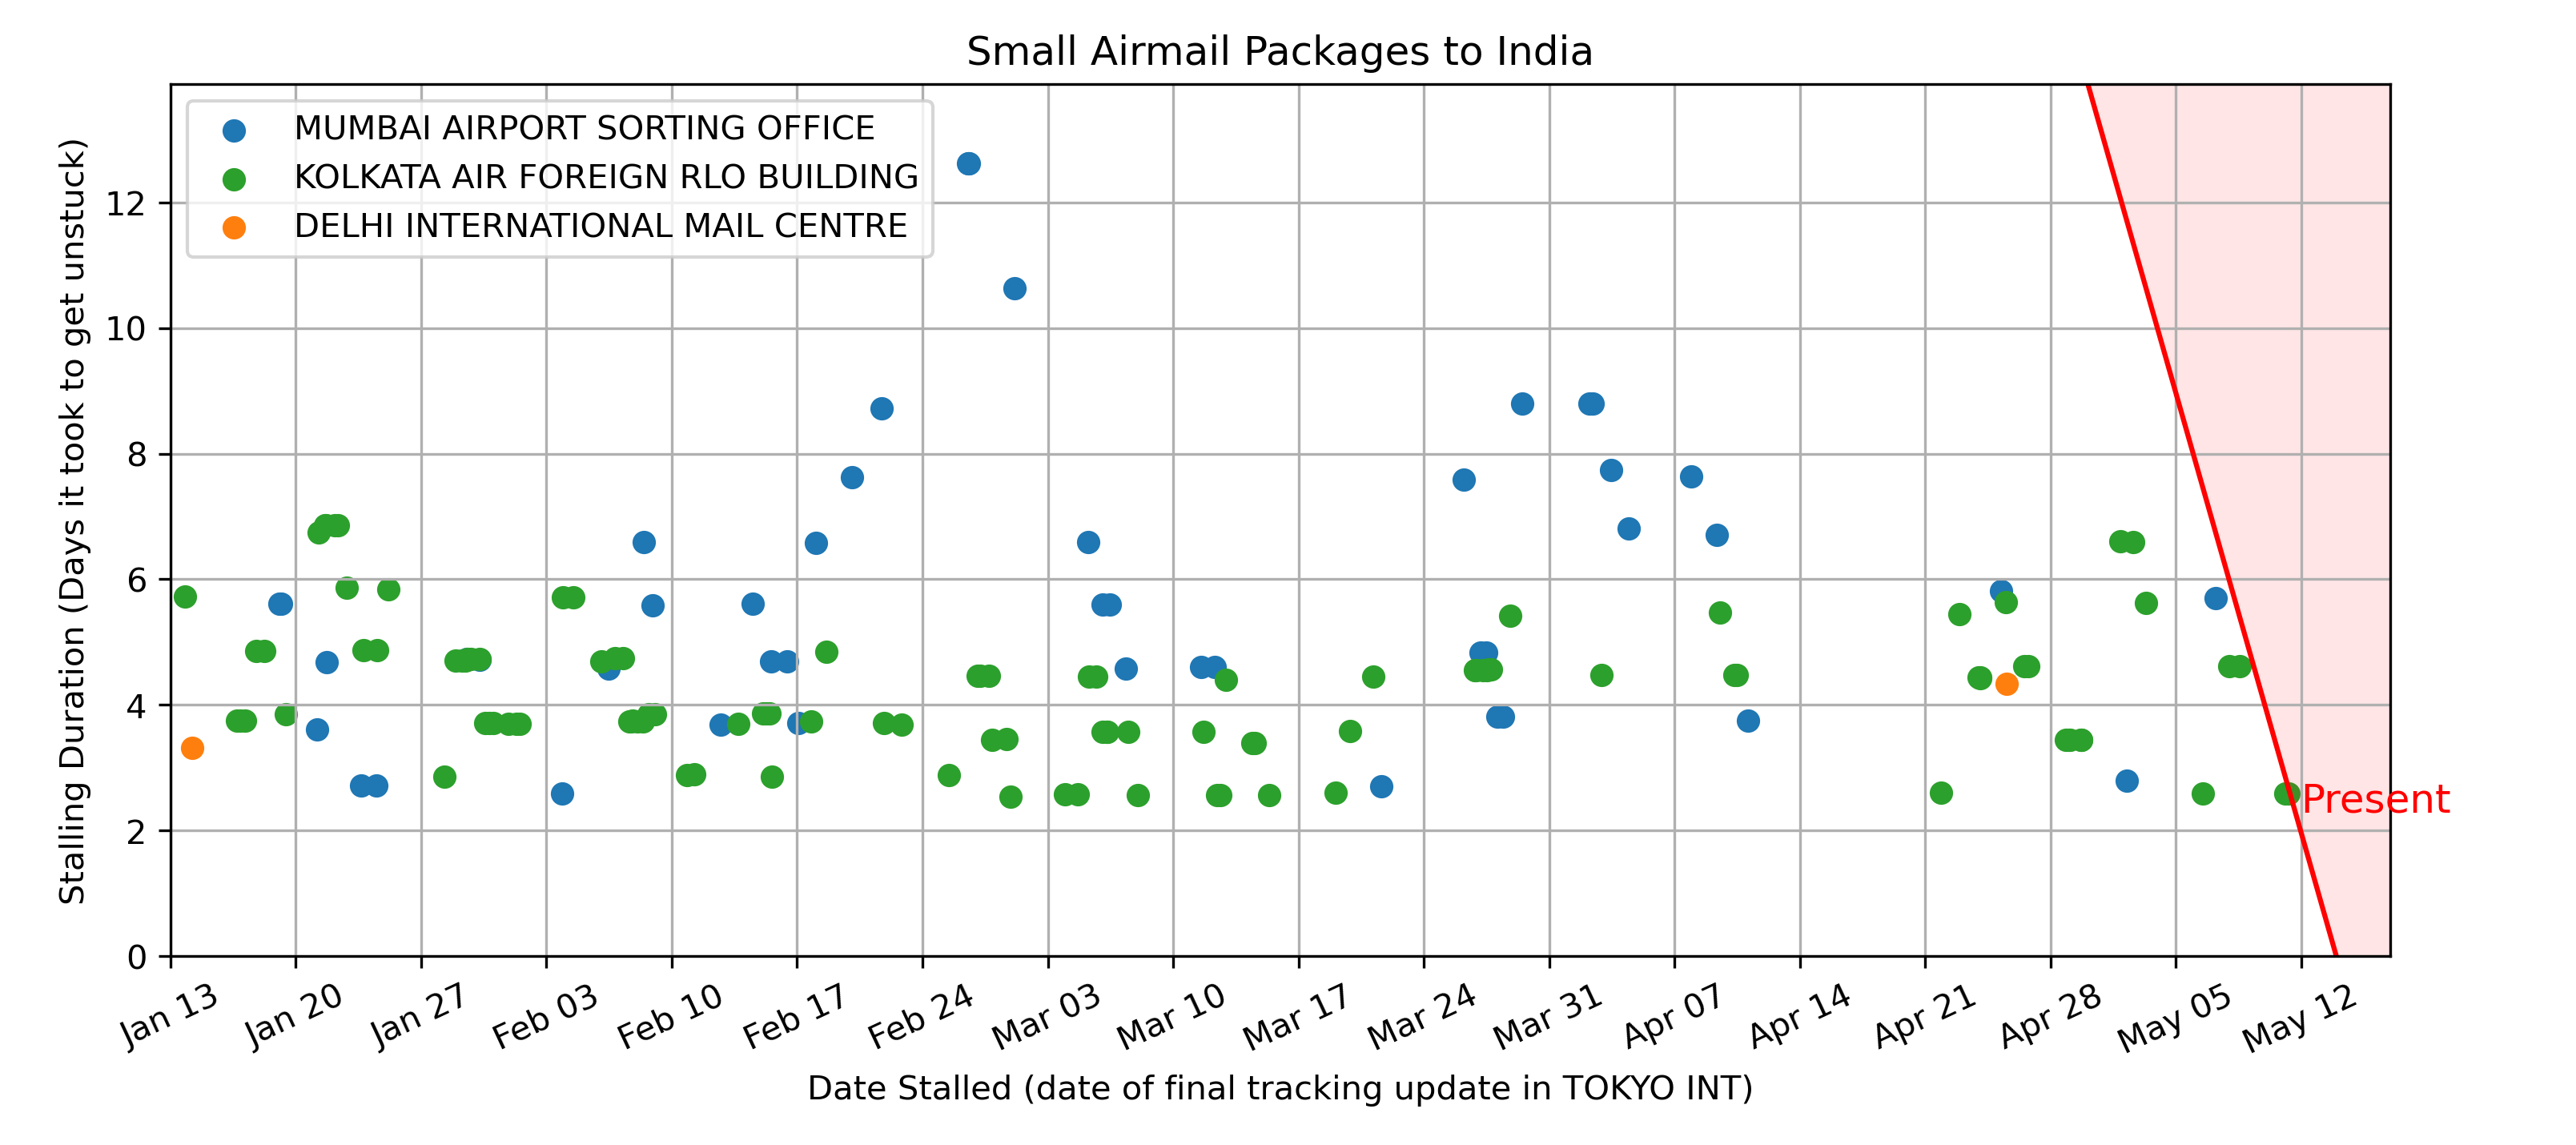 Small Airmail Packages to India
MUMBAI AIRPORT SORTING OFFICE
KOLKATA AIR FOREIGN RLO BUILDING
DELHI INTERNATIONAL MAIL CENTRE
Stalling Duration (Days it took to get unstuck)
12
10
8
6
4
2
0
Present
Jan 13
Jan 20
Jan 27
Feb 03
Feb 10
Feb 17
Feb 24
Mar 03
Mar 10
Mar 17
Mar 24
Mar 31
Apr 07
Apr 14
Apr 21
Apr 28
May 05
May 12
Date Stalled (date of final tracking update in TOKYO INT)